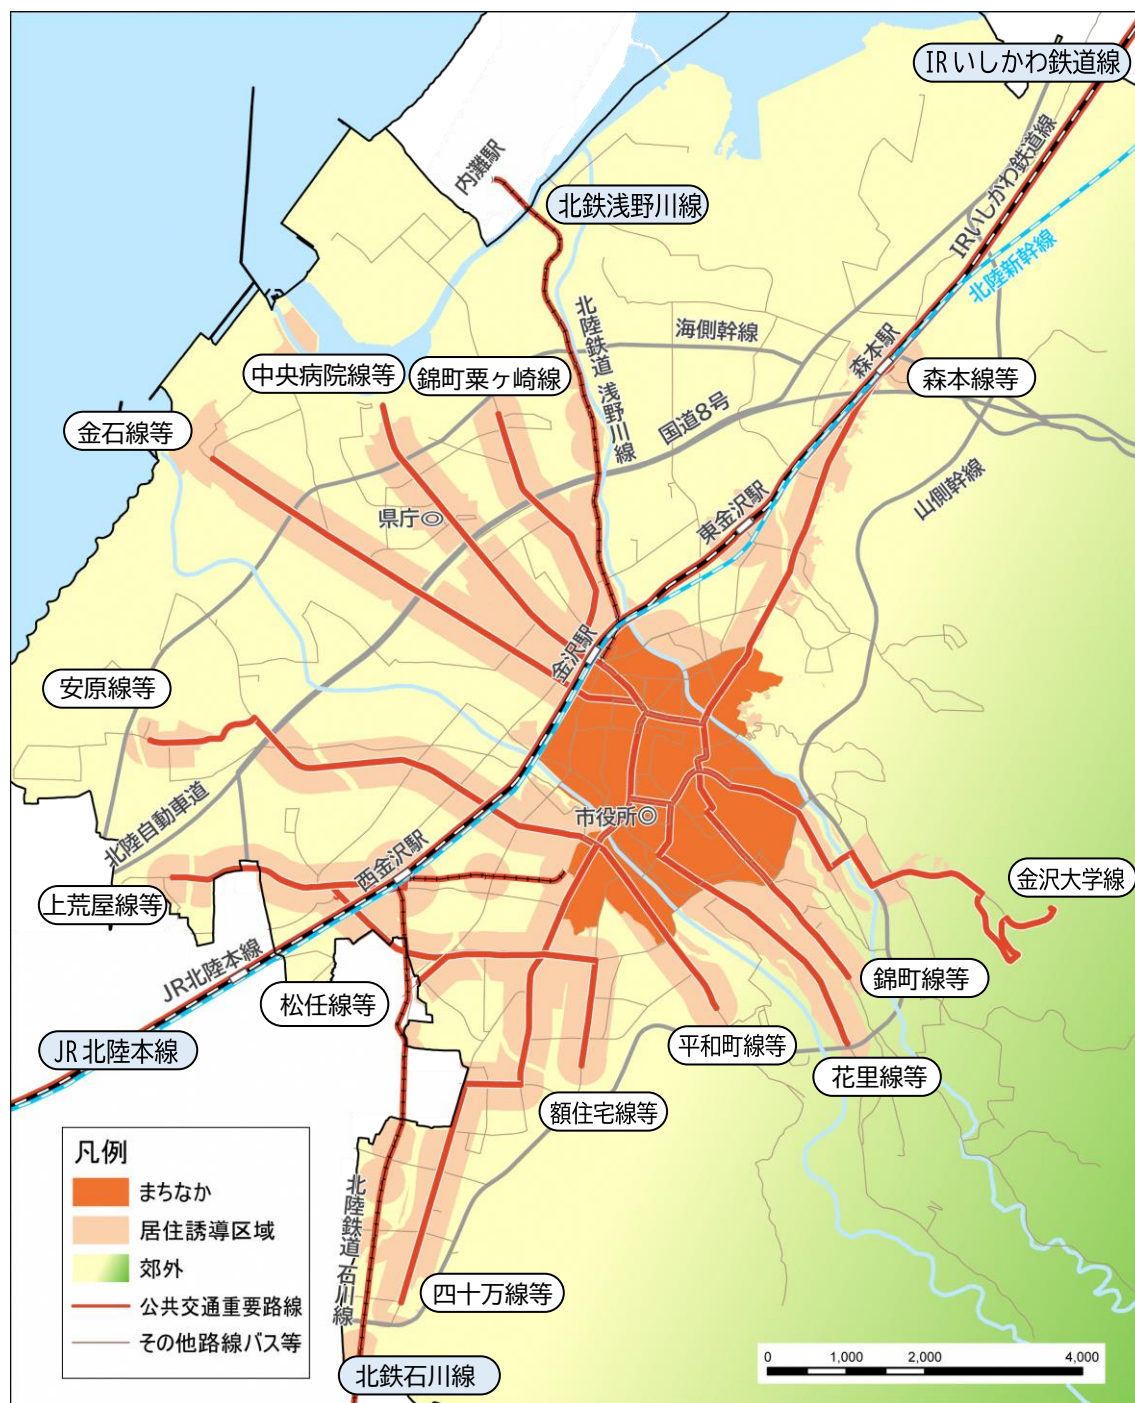 IRいしかわ鉄道線
IRいしかわ鉄道線
北陸新幹線
内灘駅
北鉄浅野川線
北陸鉄道 浅野川線
海側幹線
国道8号
森本駅
森本線等
中央病院線等
錦町粟ヶ崎線
金石線等
県庁◎
東金沢駅
山側幹線
金沢駅
安原線等
北陸自動車道
市役所◎
西金沢駅
上荒屋線等
金沢大学線
JR北陸本線
錦町線等
松任線等
JR北陸本線
平和町線等
花里線等
額住宅線等
北陸鉄道 石川線
四十万線等
北鉄石川線
凡例
まちなか
居住誘導区域
郊外
公共交通重要路線
その他路線バス等
0 1,000 2,000 4,000